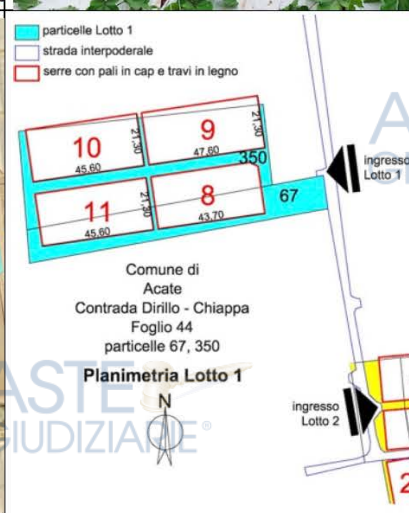 particelle Lotto 1
strada interpoderale
serre con pali in cap e travi in legno
10
45,60
21,30
9
47,60
21,30
350
11
45,60
21,30
8
43,70
67
ingresso
Lotto 1
Comune di
Acate
Contrada Dirillo - Chiappa
Foglio 44
particelle 67, 350
Planimetria Lotto 1
N
ASTE
GIUDIZIARIE®
ingresso
Lotto 2
2